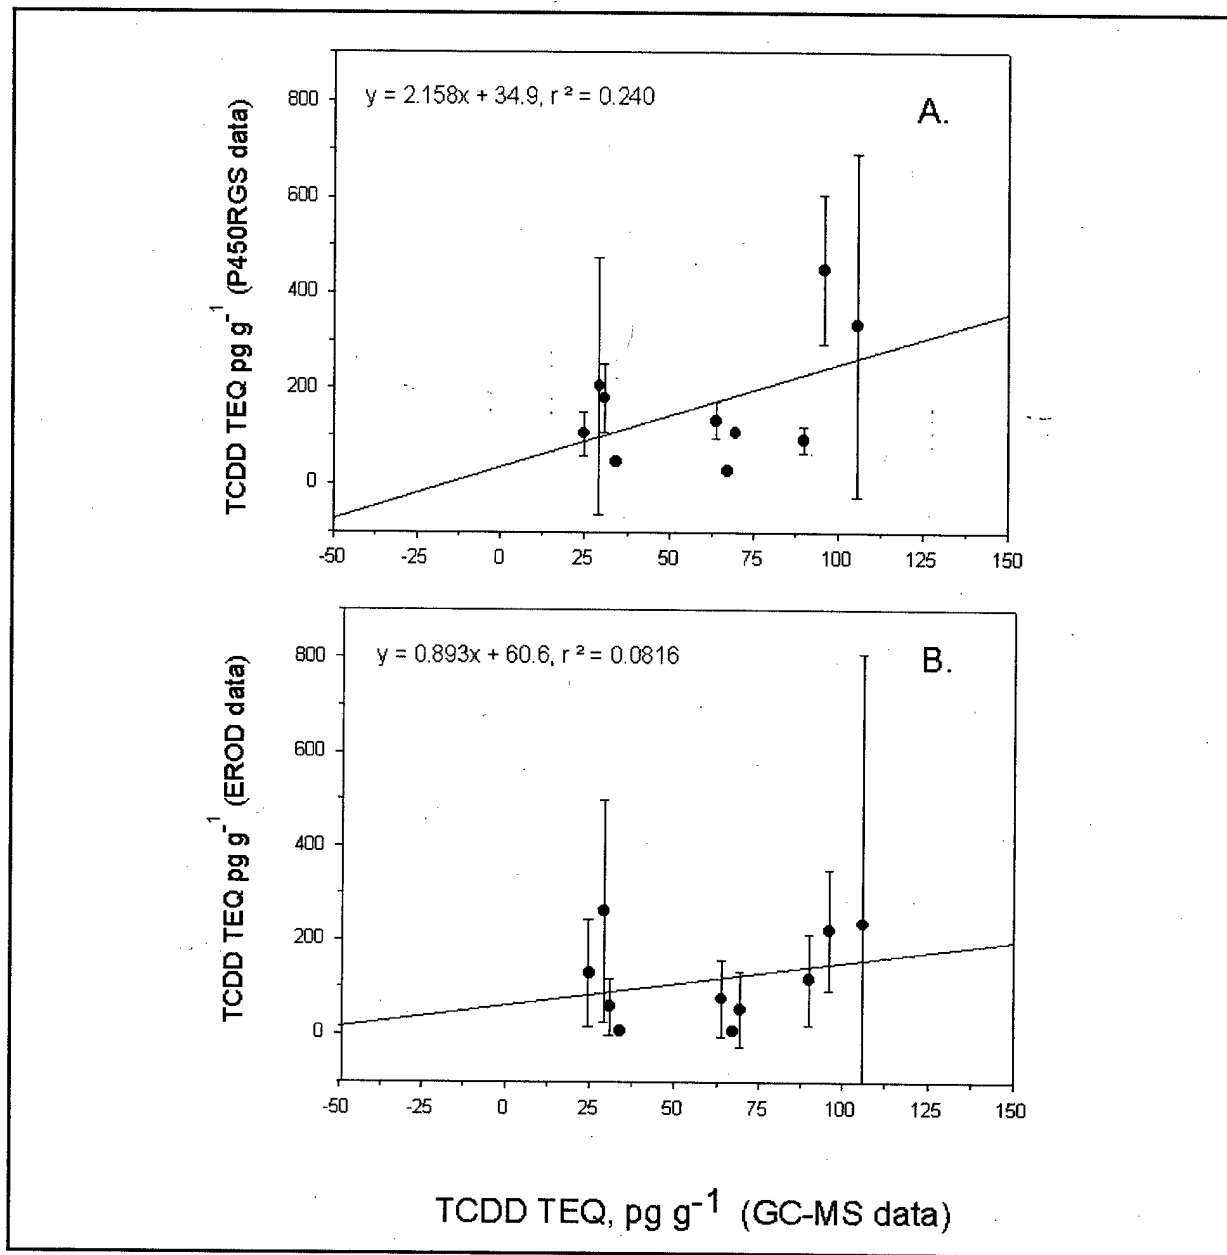 y = 2.158x + 34.9, r² = 0.240
A.
TCDD TEQ pg g⁻¹ (P450RGS data)
800
600
400
200
0
-50 -25 0 25 50 75 100 125 150
y = 0.893x + 60.6, r² = 0.0816
B.
TCDD TEQ pg g⁻¹ (EROD data)
800
600
400
200
0
-50 -25 0 25 50 75 100 125 150
TCDD TEQ, pg g⁻¹ (GC-MS data)